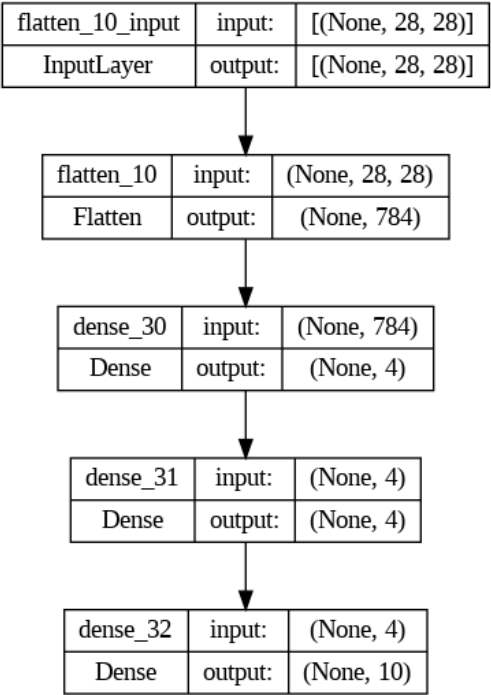 flatten_10_input input: [(None, 28, 28)]
InputLayer output: [(None, 28, 28)]
flatten_10 input: (None, 28, 28)
Flatten output: (None, 784)
dense_30 input: (None, 784)
Dense output: (None, 4)
dense_31 input: (None, 4)
Dense output: (None, 4)
dense_32 input: (None, 4)
Dense output: (None, 10)